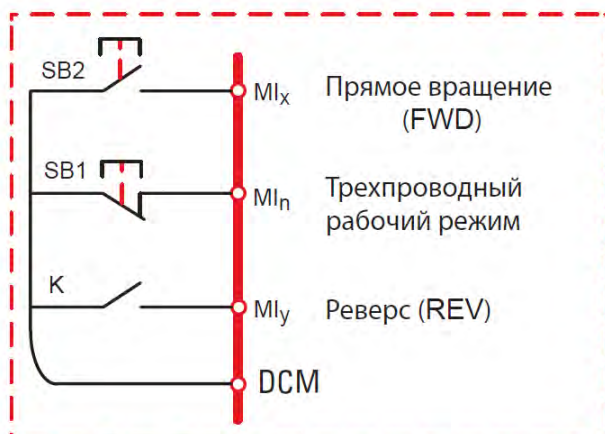 SB2
MIx
Прямое вращение
(FWD)
SB1
MIn
Трехпроводный
рабочий режим
K
MIy
Реверс (REV)
DCM